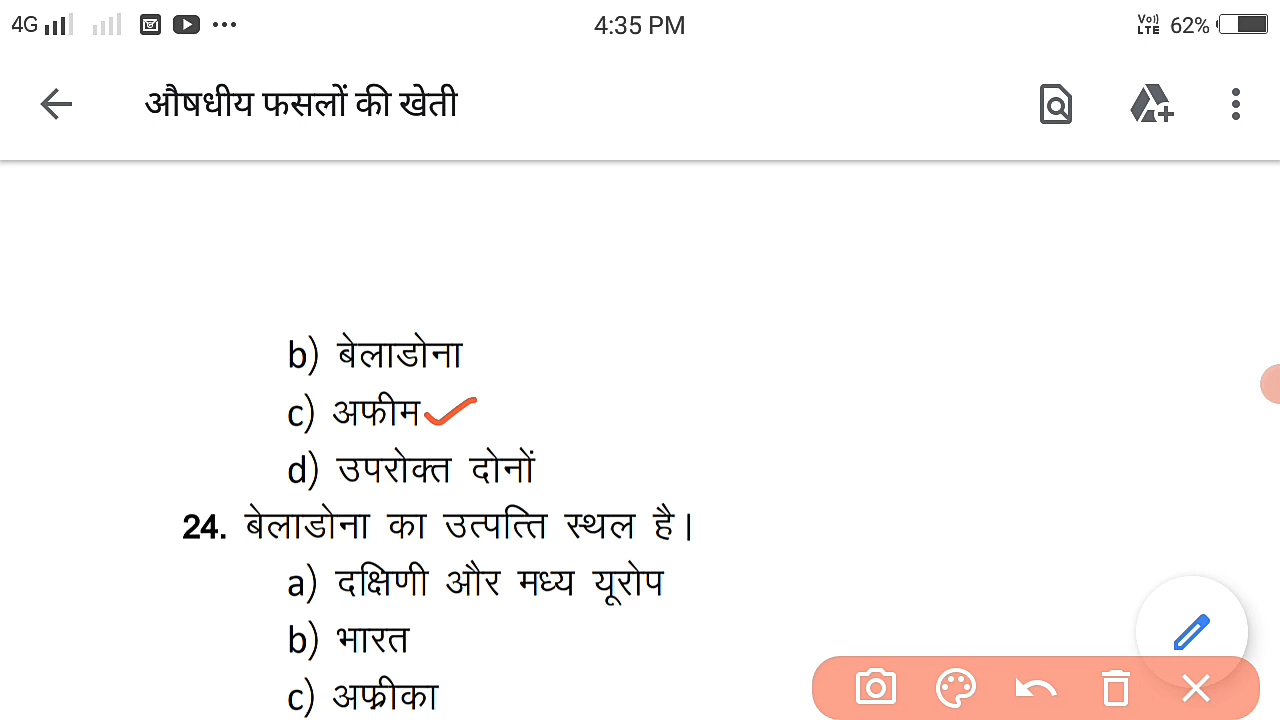 4G 4:35 PM Vo)) LTE 62%
औषधीय फसलों की खेती
b) बेलाडोना
c) अफीम
d) उपरोक्त दोनों
24. बेलाडोना का उत्पत्ति स्थल है।
a) दक्षिणी और मध्य यूरोप
b) भारत
c) अफ्रीका